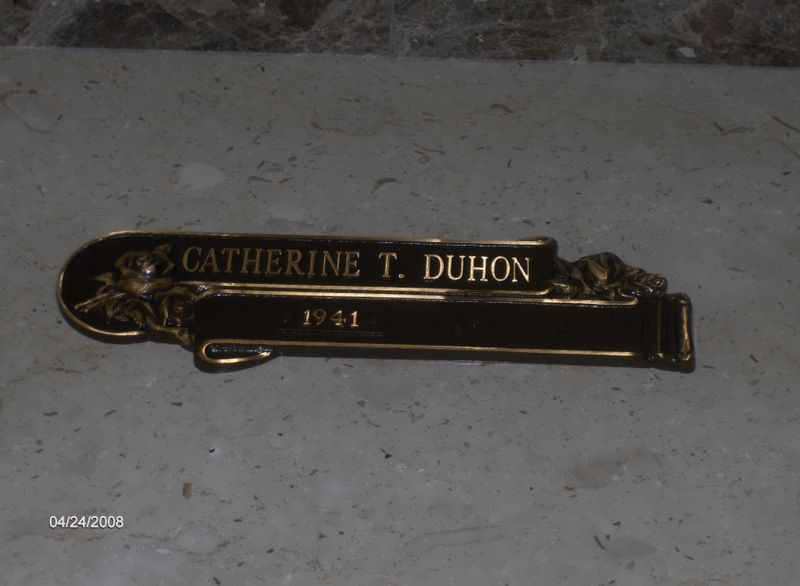 CATHERINE T. DUHON
1941
04/24/2008